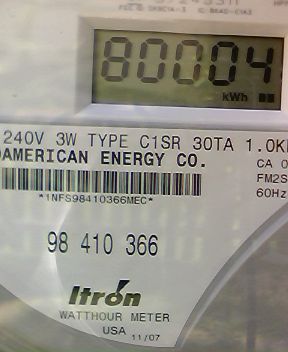 80004
kWh
240V 3W TYPE C1SR 30TA 1.0
AMERICAN ENERGY CO.
CA
FM2S
60Hz
*1NFS98410366MEC*
98 410 366
Itron
WATTHOUR METER
USA 11/07